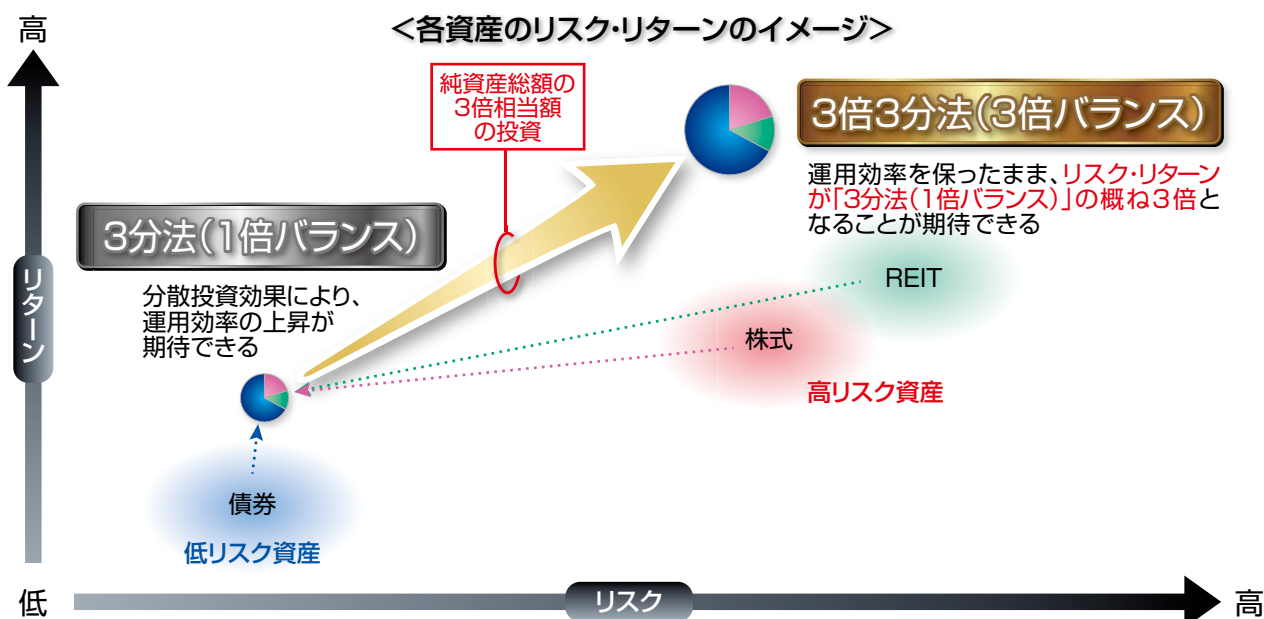 高
<各資産のリスク・リターンのイメージ>
純資産総額の
3倍相当額
の投資
3倍3分法(3倍バランス)
運用効率を保ったまま、リスク・リターン
が「3分法(1倍バランス)」の概ね3倍と
なることが期待できる
3分法(1倍バランス)
分散投資効果により、
運用効率の上昇が
期待できる
リターン
REIT
株式
高リスク資産
債券
低リスク資産
低
リスク
高